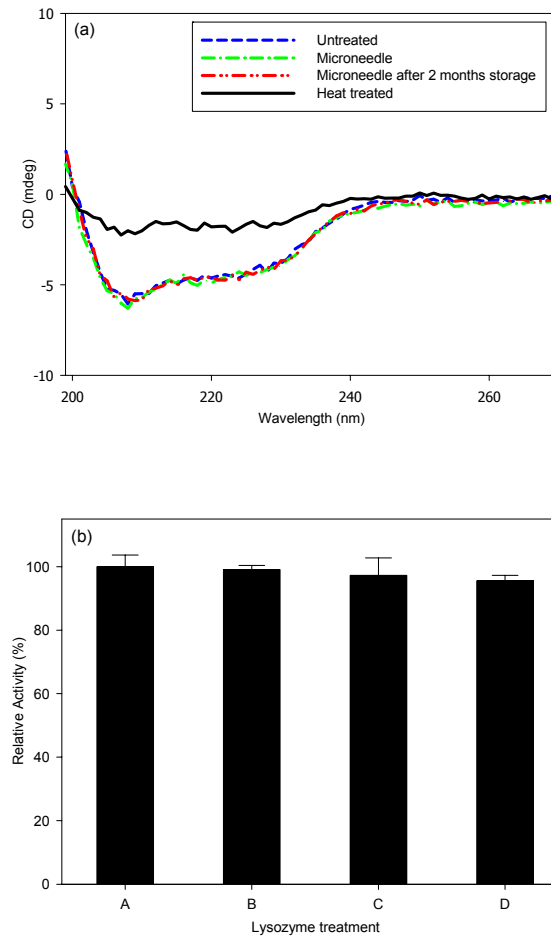 (a)
Untreated
Microneedle
Microneedle after 2 months storage
Heat treated
10
5
0
-5
-10
CD (mdeg)
200 220 240 260
Wavelength (nm)
(b)
100
80
60
40
20
0
Relative Activity (%)
A B C D
Lysozyme treatment